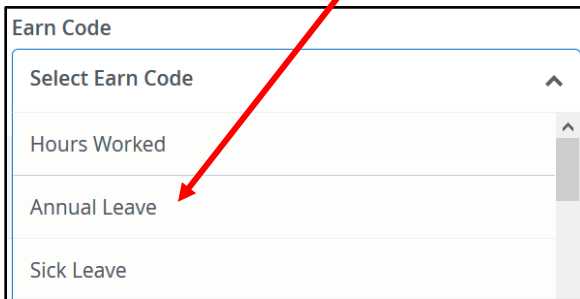 Earn Code
Select Earn Code
Hours Worked
Annual Leave
Sick Leave